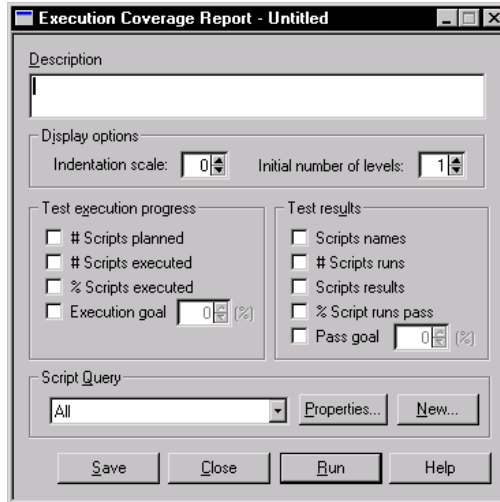 Execution Coverage Report - Untitled
Description
Display options
Indentation scale: 0 Initial number of levels: 1
Test execution progress
# Scripts planned
# Scripts executed
% Scripts executed
Execution goal 0 (%)
Test results
Scripts names
# Scripts runs
Scripts results
% Script runs pass
Pass goal 0 (%)
Script Query
All Properties... New...
Save Close Run Help